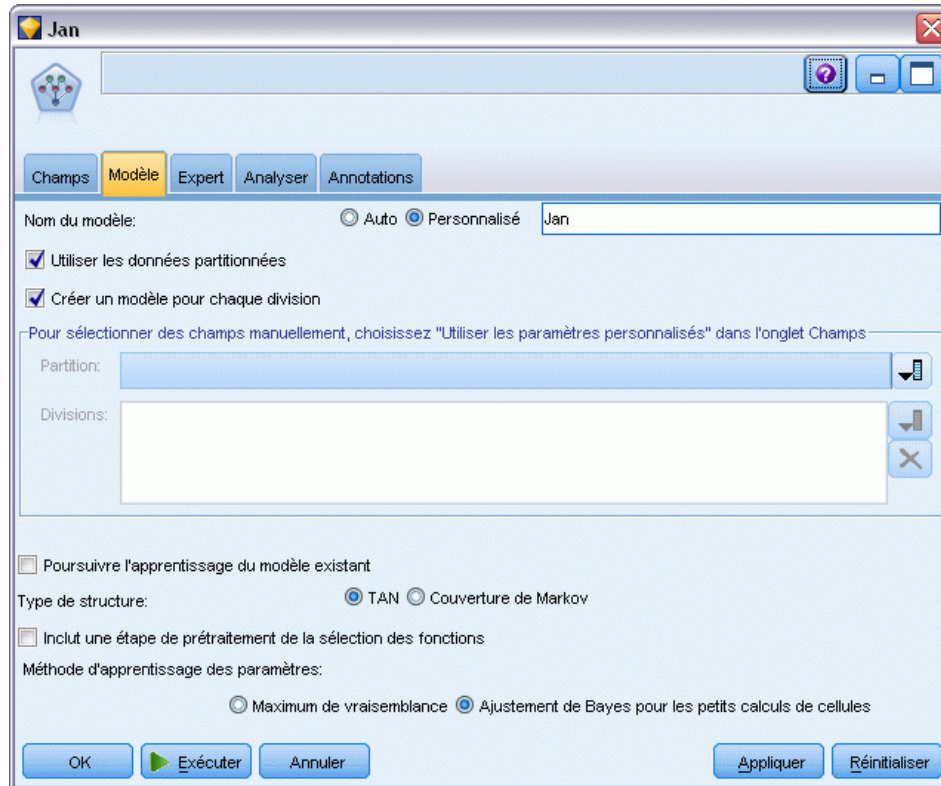 Jan
Champs Modèle Expert Analyser Annotations
Nom du modèle: Auto Personnalisé Jan
Utiliser les données partitionnées
Créer un modèle pour chaque division
Pour sélectionner des champs manuellement, choisissez "Utiliser les paramètres personnalisés" dans l'onglet Champs
Partition:
Divisions:
Poursuivre l'apprentissage du modèle existant
Type de structure: TAN Couverture de Markov
Inclut une étape de prétraitement de la sélection des fonctions
Méthode d'apprentissage des paramètres:
Maximum de vraisemblance Ajustement de Bayes pour les petits calculs de cellules
OK Exécuter Annuler Appliquer Réinitialiser